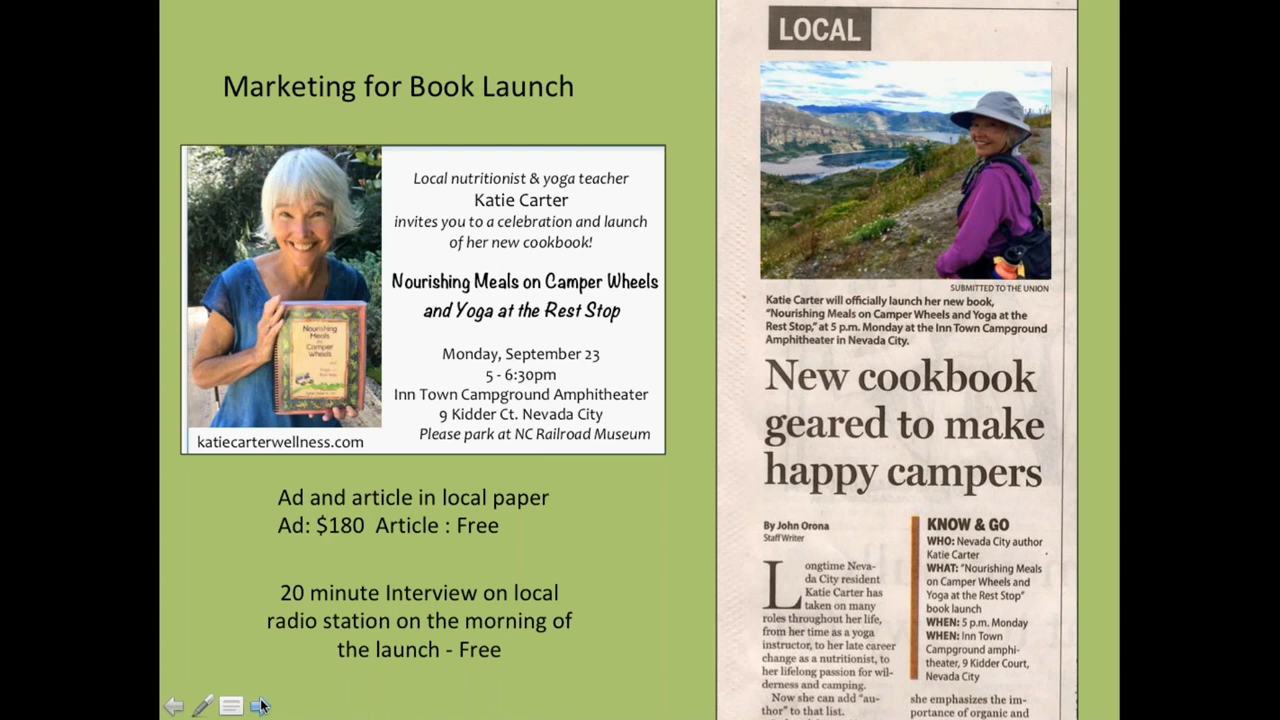 Marketing for Book Launch
Local nutritionist & yoga teacher
Katie Carter
invites you to a celebration and launch
of her new cookbook!
Nourishing Meals on Camper Wheels
and Yoga at the Rest Stop
Monday, September 23
5 - 6:30pm
Inn Town Campground Amphitheater
9 Kidder Ct. Nevada City
Please park at NC Railroad Museum
Nourishing
Meals
on
Camper
Wheels
katiecarterwellness.com
Ad and article in local paper
Ad: $180 Article : Free
20 minute Interview on local
radio station on the morning of
the launch - Free
LOCAL
SUBMITTED TO THE UNION
Katie Carter will officially launch her new book,
“Nourishing Meals on Camper Wheels and Yoga at the
Rest Stop,” at 5 p.m. Monday at the Inn Town Campground
Amphitheater in Nevada City.
New cookbook
geared to make
happy campers
By John Orona
Staff Writer
Longtime Neva-
da City resident
Katie Carter has
taken on many
roles throughout her life,
from her time as a yoga
instructor, to her late career
change as a nutritionist, to
her lifelong passion for wil-
derness and camping.
Now she can add “au-
thor” to that list.
KNOW & GO
WHO: Nevada City author
Katie Carter
WHAT: “Nourishing Meals
on Camper Wheels and
Yoga at the Rest Stop”
book launch
WHEN: 5 p.m. Monday
WHEN: Inn Town
Campground amphi-
theater, 9 Kidder Court,
Nevada City
she emphasizes the im-
portance of organic and